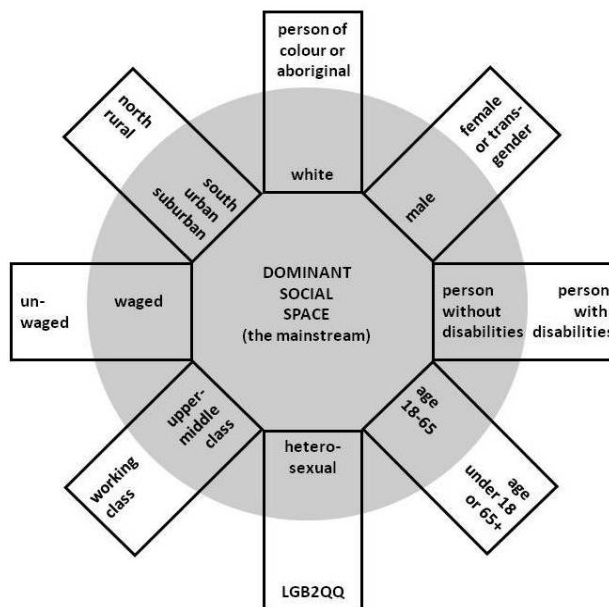 person of
colour or
aboriginal
white
female
or trans-
gender
male
person
without
disabilities
person
with
disabilities
age
18-65
age
under 18
or 65+
hetero-
sexual
LGB2QQ
upper-
middle
class
working
class
waged
un-
waged
south
urban
suburban
north
rural
DOMINANT
SOCIAL
SPACE
(the mainstream)